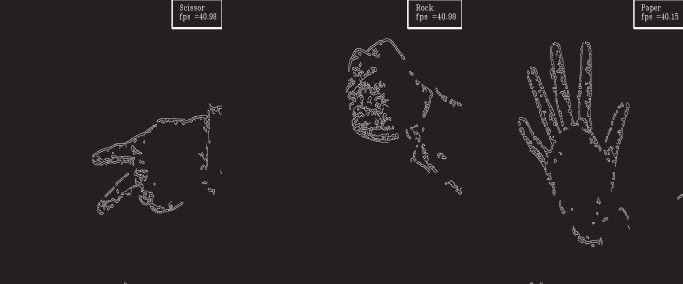 Scissor
fps =40.98
Rock
fps =40.98
Paper
fps =40.15